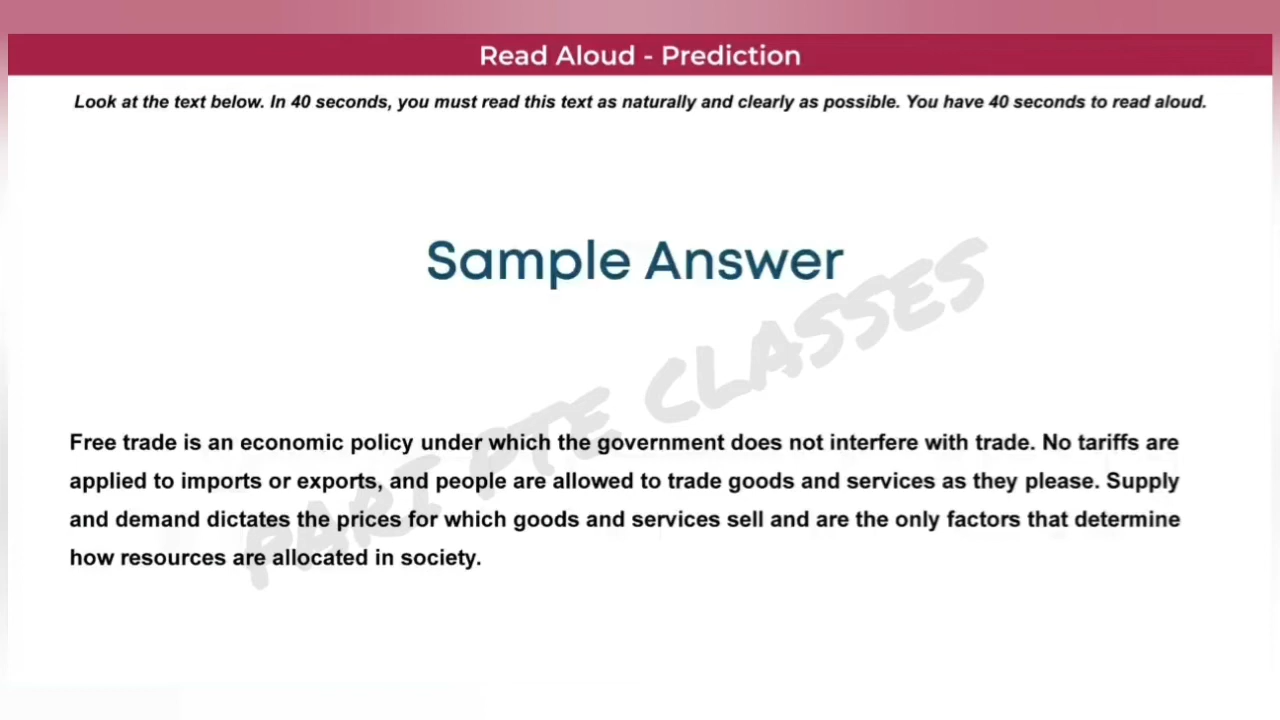 Read Aloud - Prediction
Look at the text below. In 40 seconds, you must read this text as naturally and clearly as possible. You have 40 seconds to read aloud.
Sample Answer
PARI PTE CLASSES
Free trade is an economic policy under which the government does not interfere with trade. No tariffs are
applied to imports or exports, and people are allowed to trade goods and services as they please. Supply
and demand dictates the prices for which goods and services sell and are the only factors that determine
how resources are allocated in society.